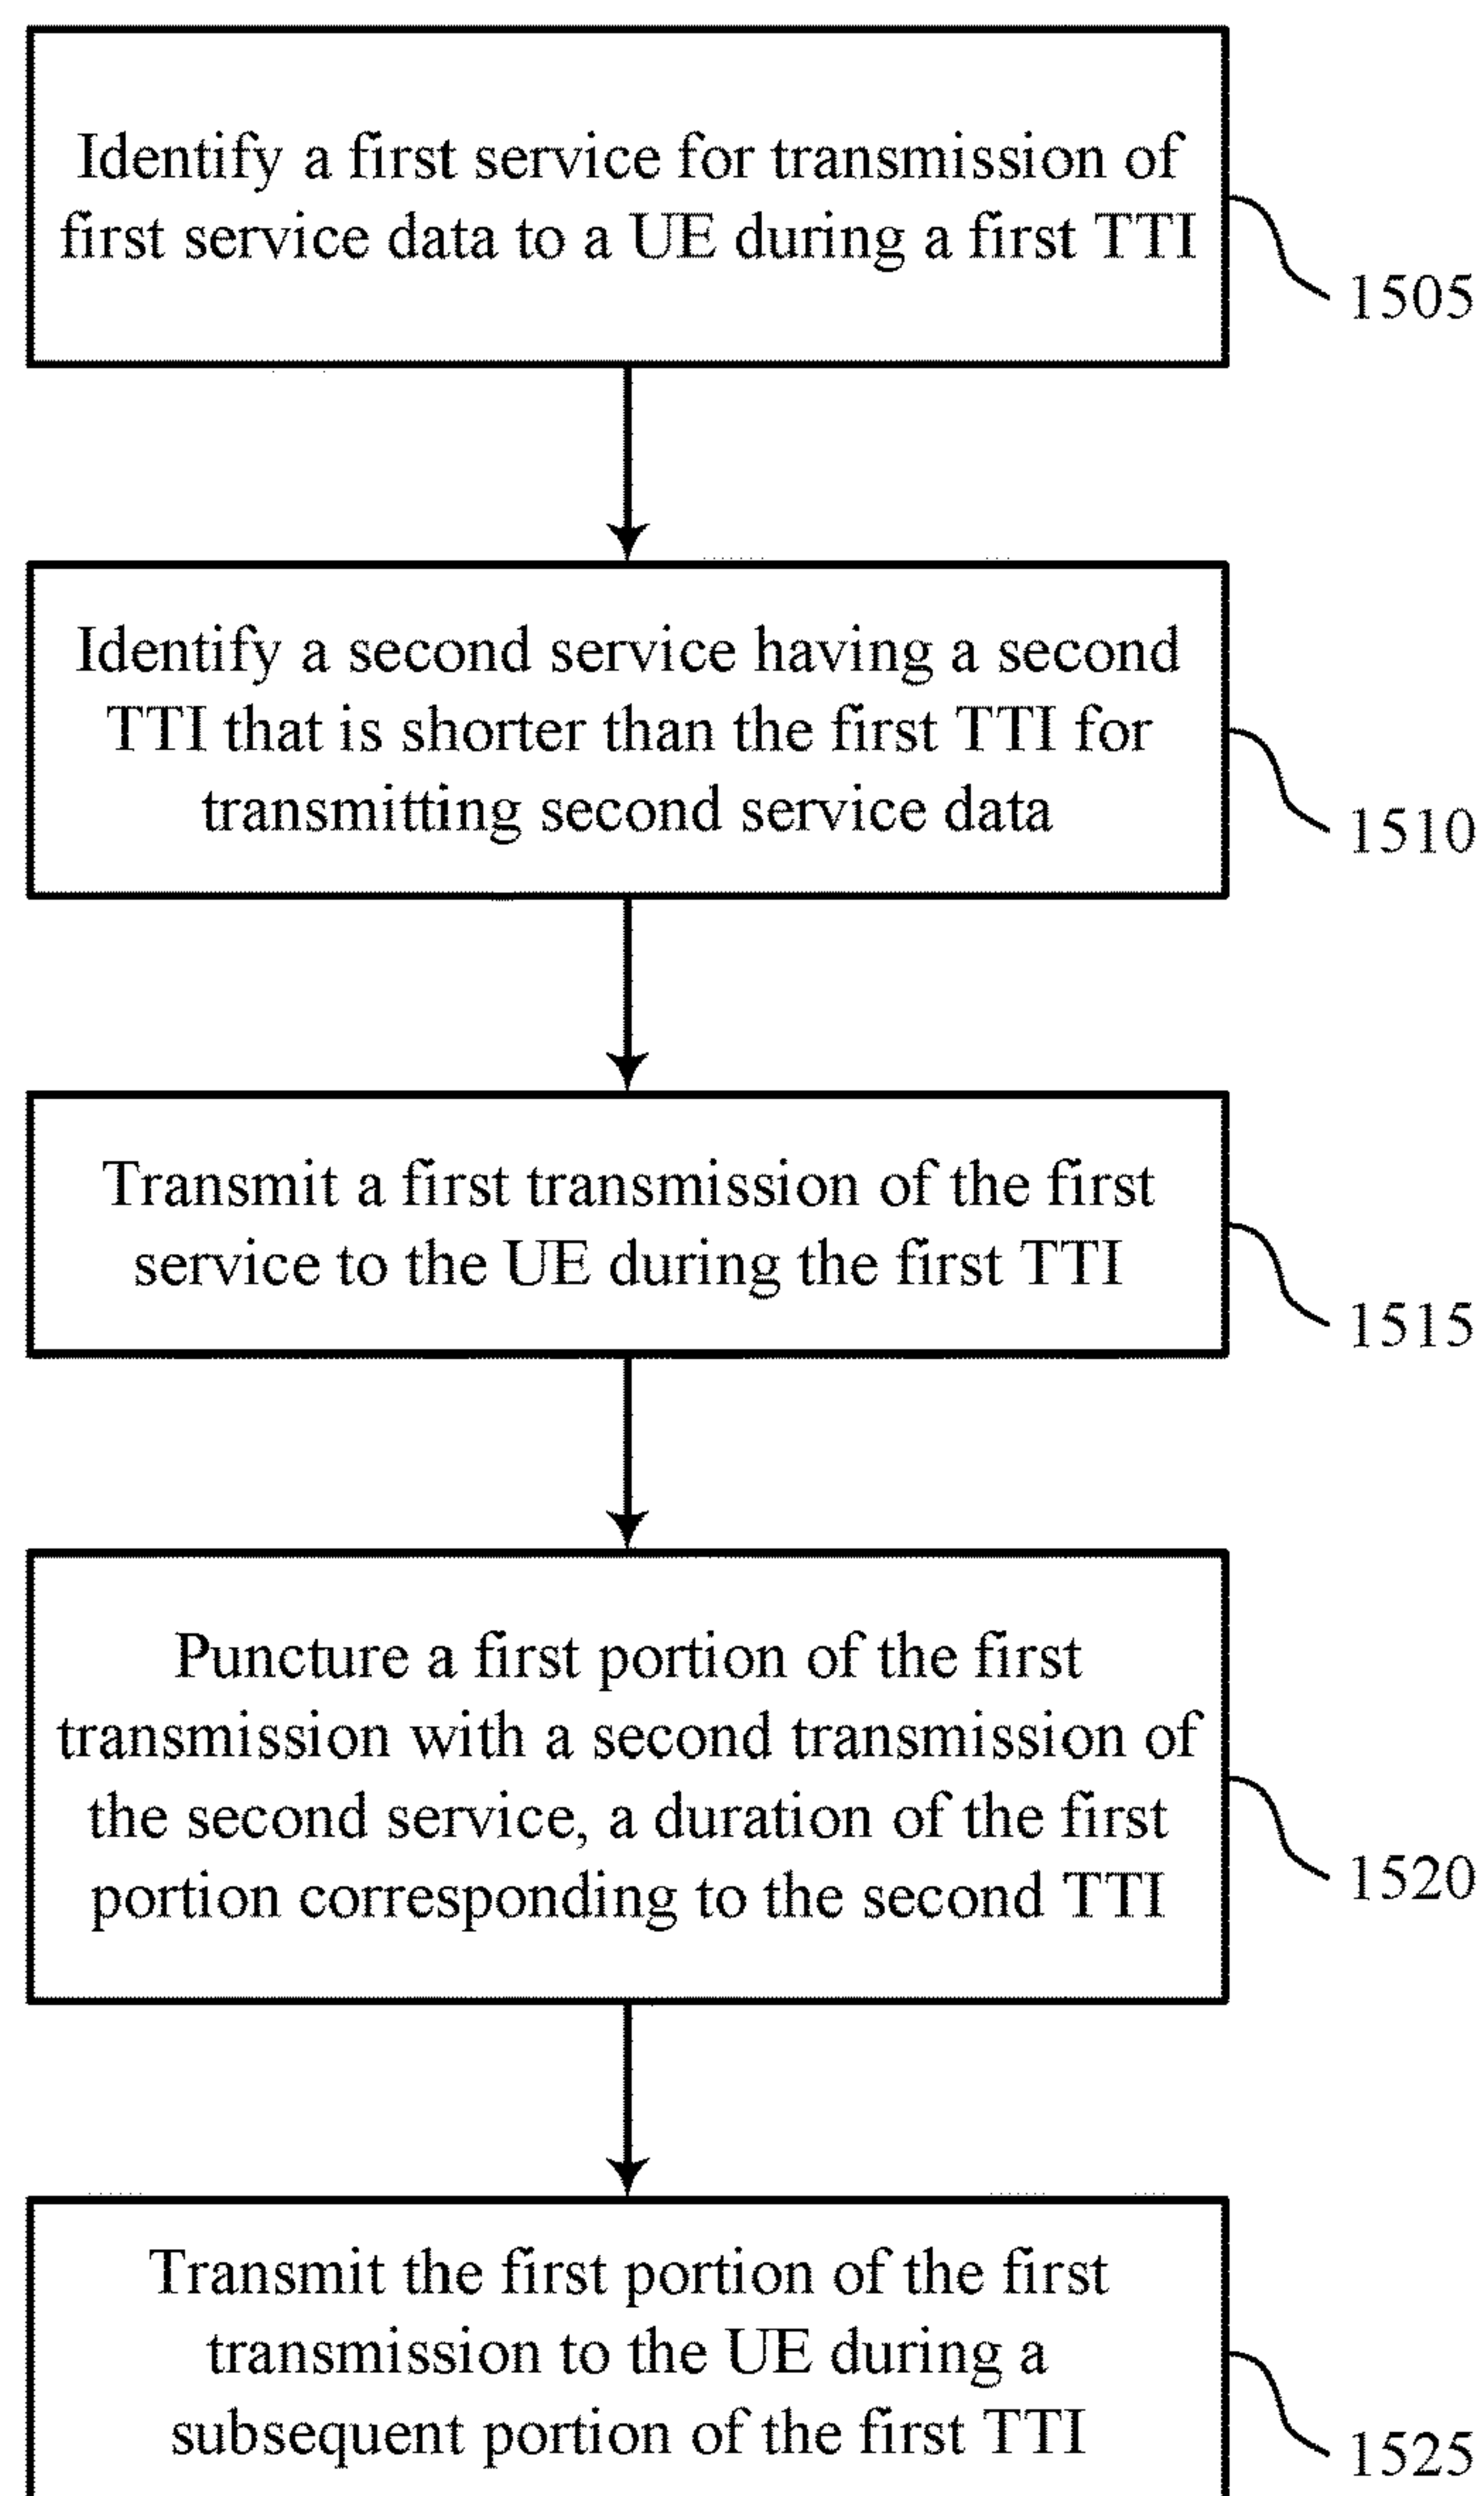 Identify a first service for transmission of
first service data to a UE during a first TTI
1505
Identify a second service having a second
TTI that is shorter than the first TTI for
transmitting second service data
1510
Transmit a first transmission of the first
service to the UE during the first TTI
1515
Puncture a first portion of the first
transmission with a second transmission of
the second service, a duration of the first
portion corresponding to the second TTI
1520
Transmit the first portion of the first
transmission to the UE during a
subsequent portion of the first TTI
1525